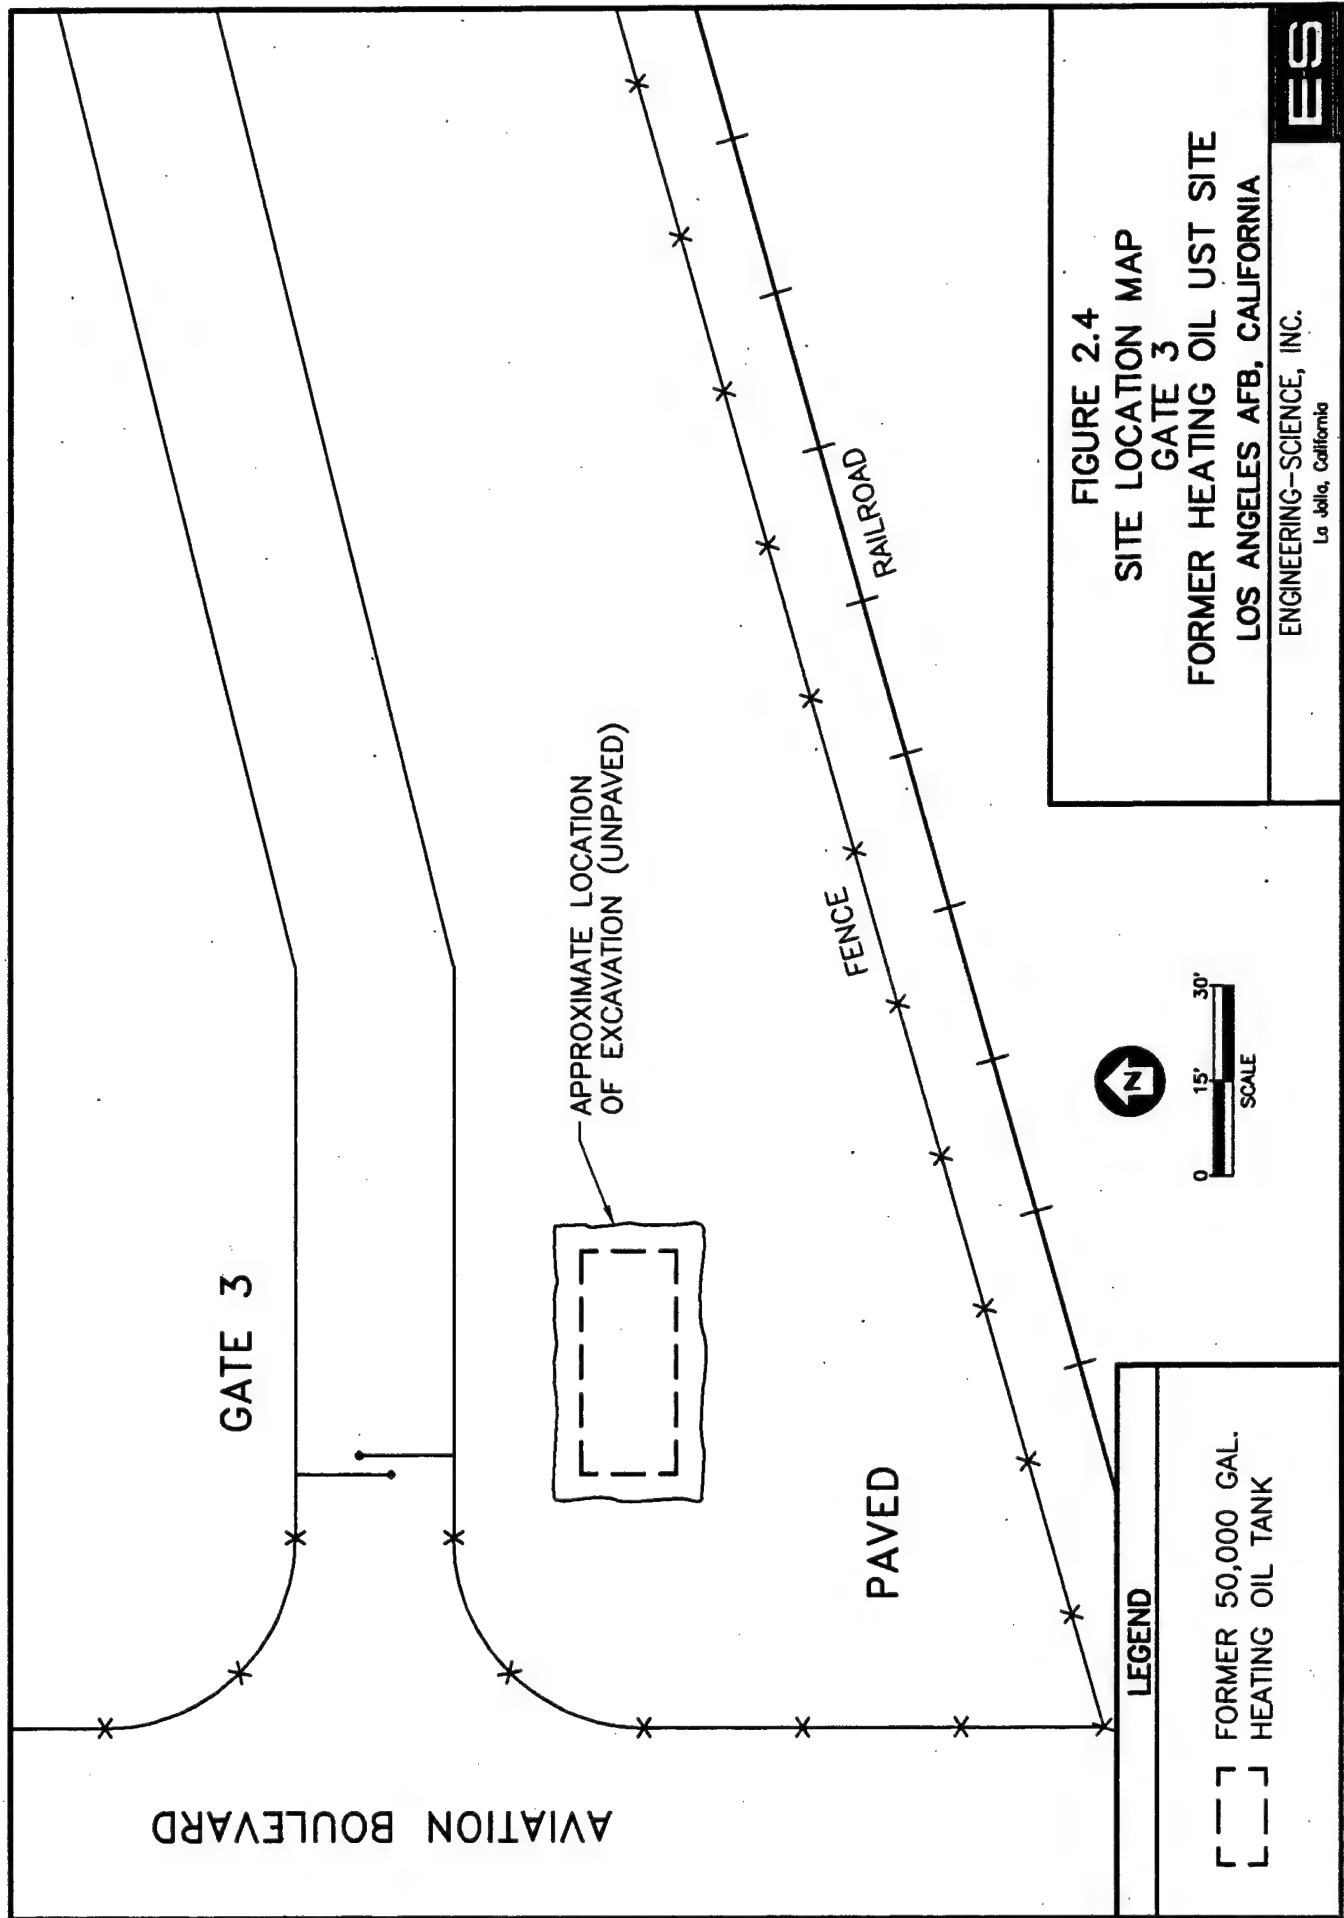 AVIATION BOULEVARD
GATE 3
APPROXIMATE LOCATION
OF EXCAVATION (UNPAVED)
PAVED
FENCE
RAILROAD
N
0 15' 30'
SCALE
LEGEND
FORMER 50,000 GAL.
HEATING OIL TANK
FIGURE 2.4
SITE LOCATION MAP
GATE 3
FORMER HEATING OIL UST SITE
LOS ANGELES AFB, CALIFORNIA
ENGINEERING-SCIENCE, INC.
La Jolla, California
ES